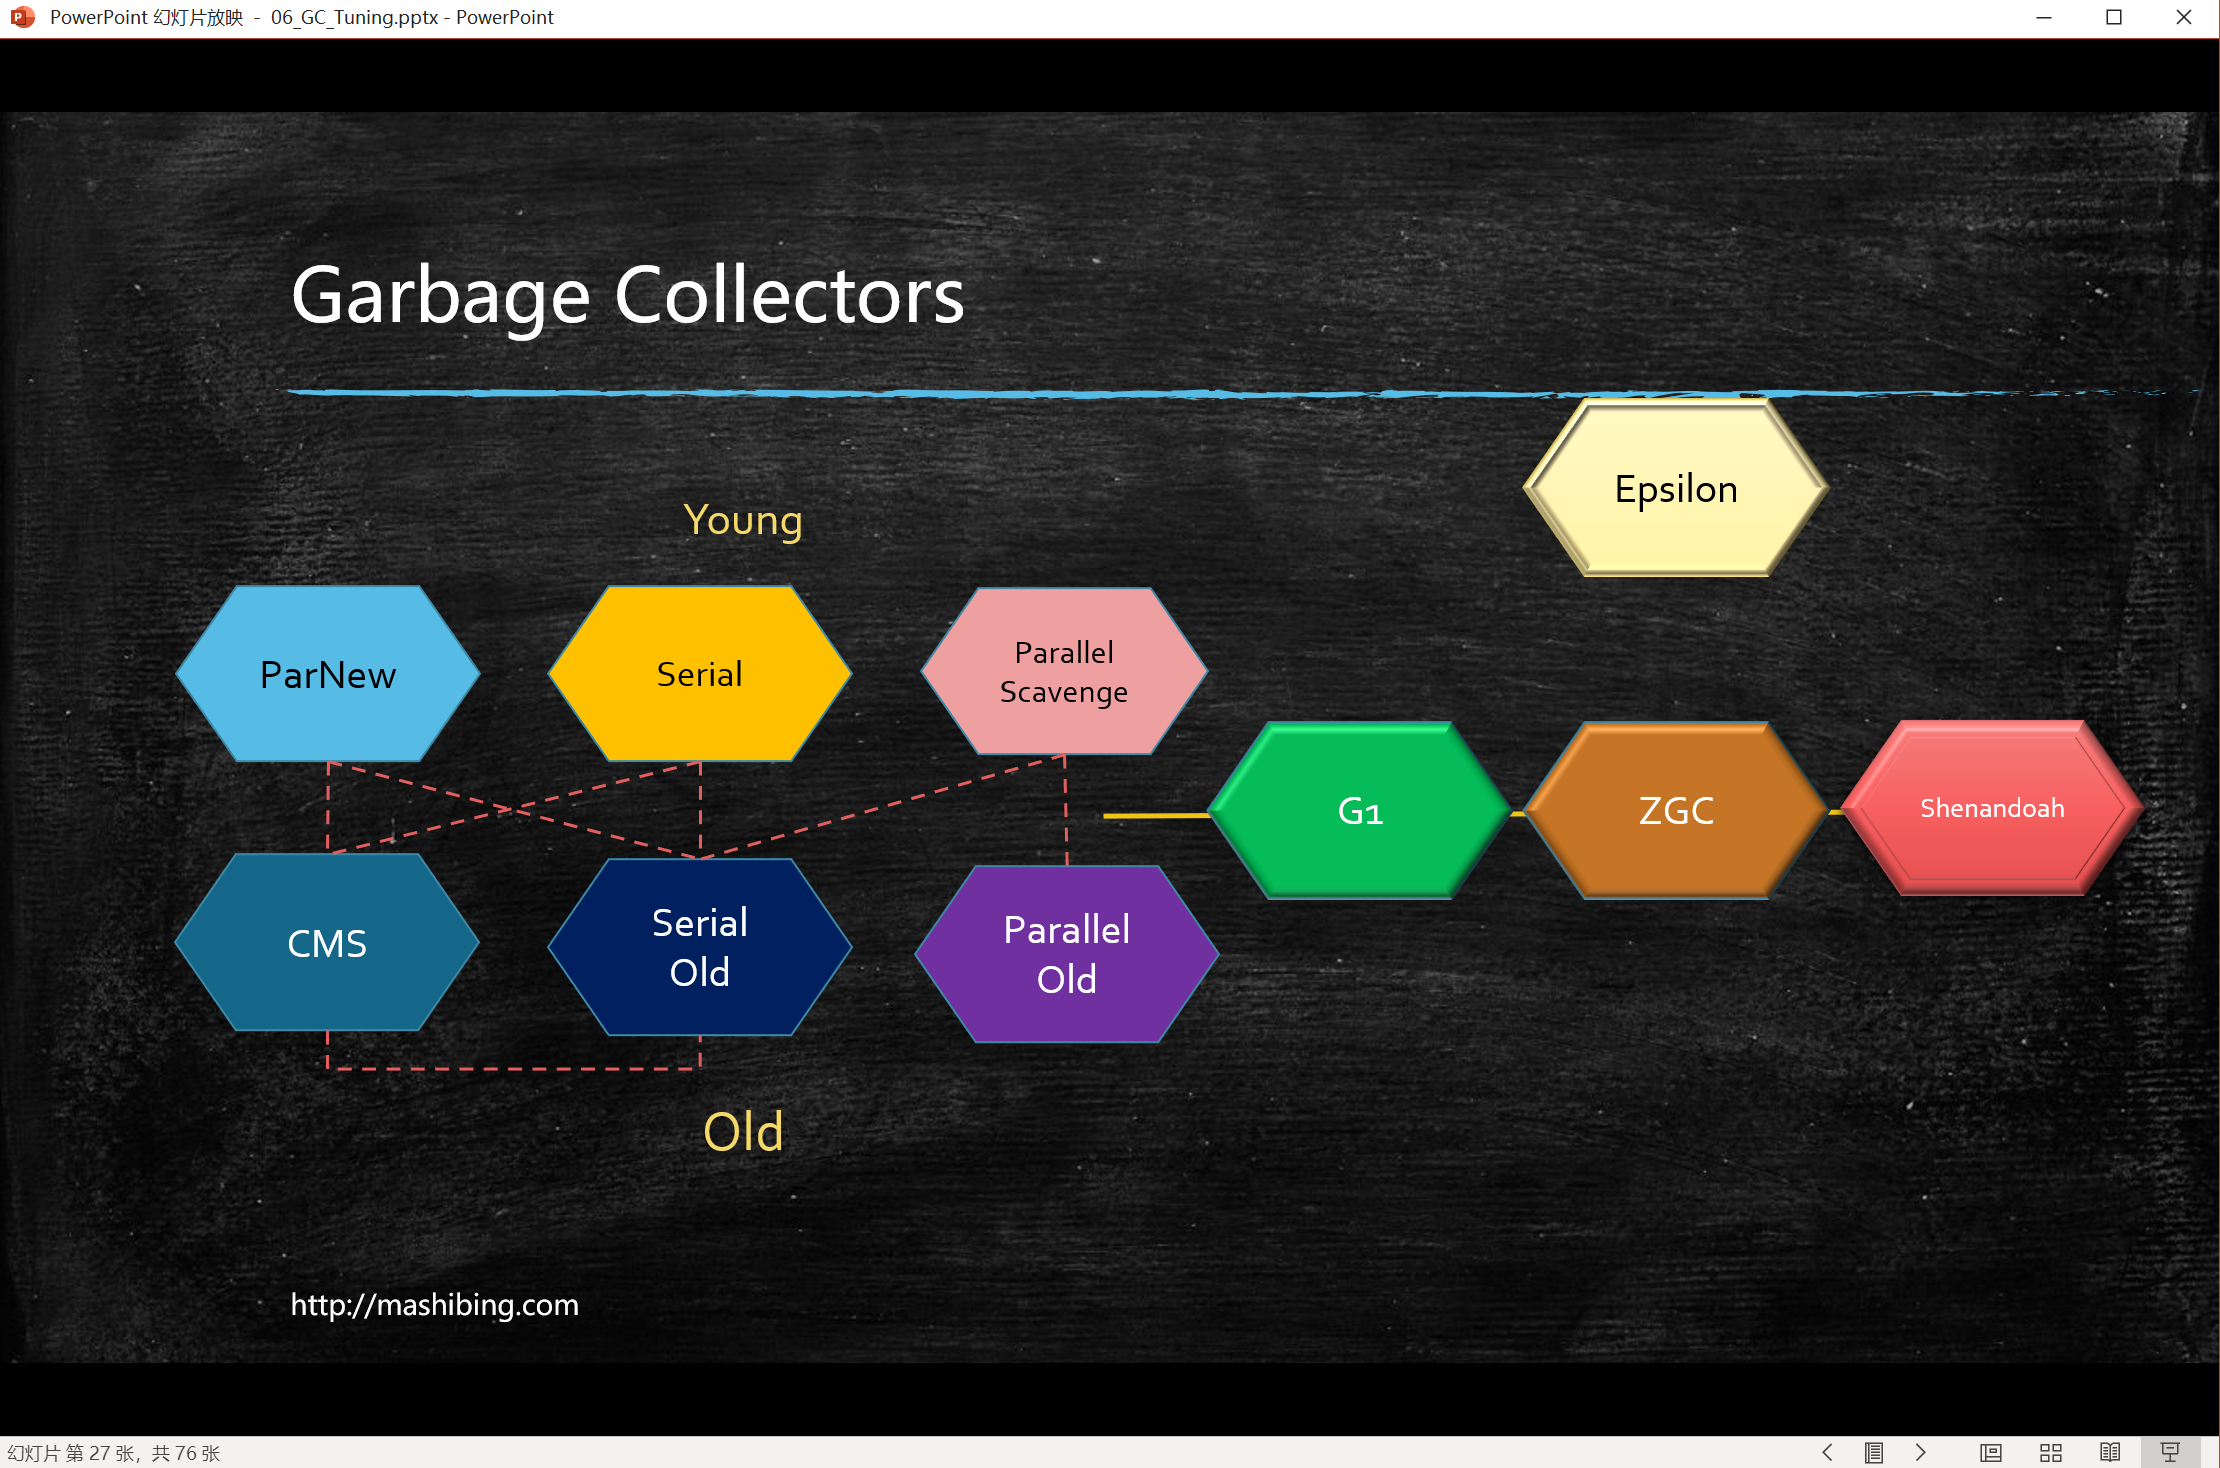 PowerPoint 幻灯片放映 - 06_GC_Tuning.pptx - PowerPoint
Garbage Collectors
Epsilon
Young
ParNew
Serial
Parallel
Scavenge
G1
ZGC
Shenandoah
CMS
Serial
Old
Parallel
Old
Old
http://mashibing.com
幻灯片 第 27 张，共 76 张